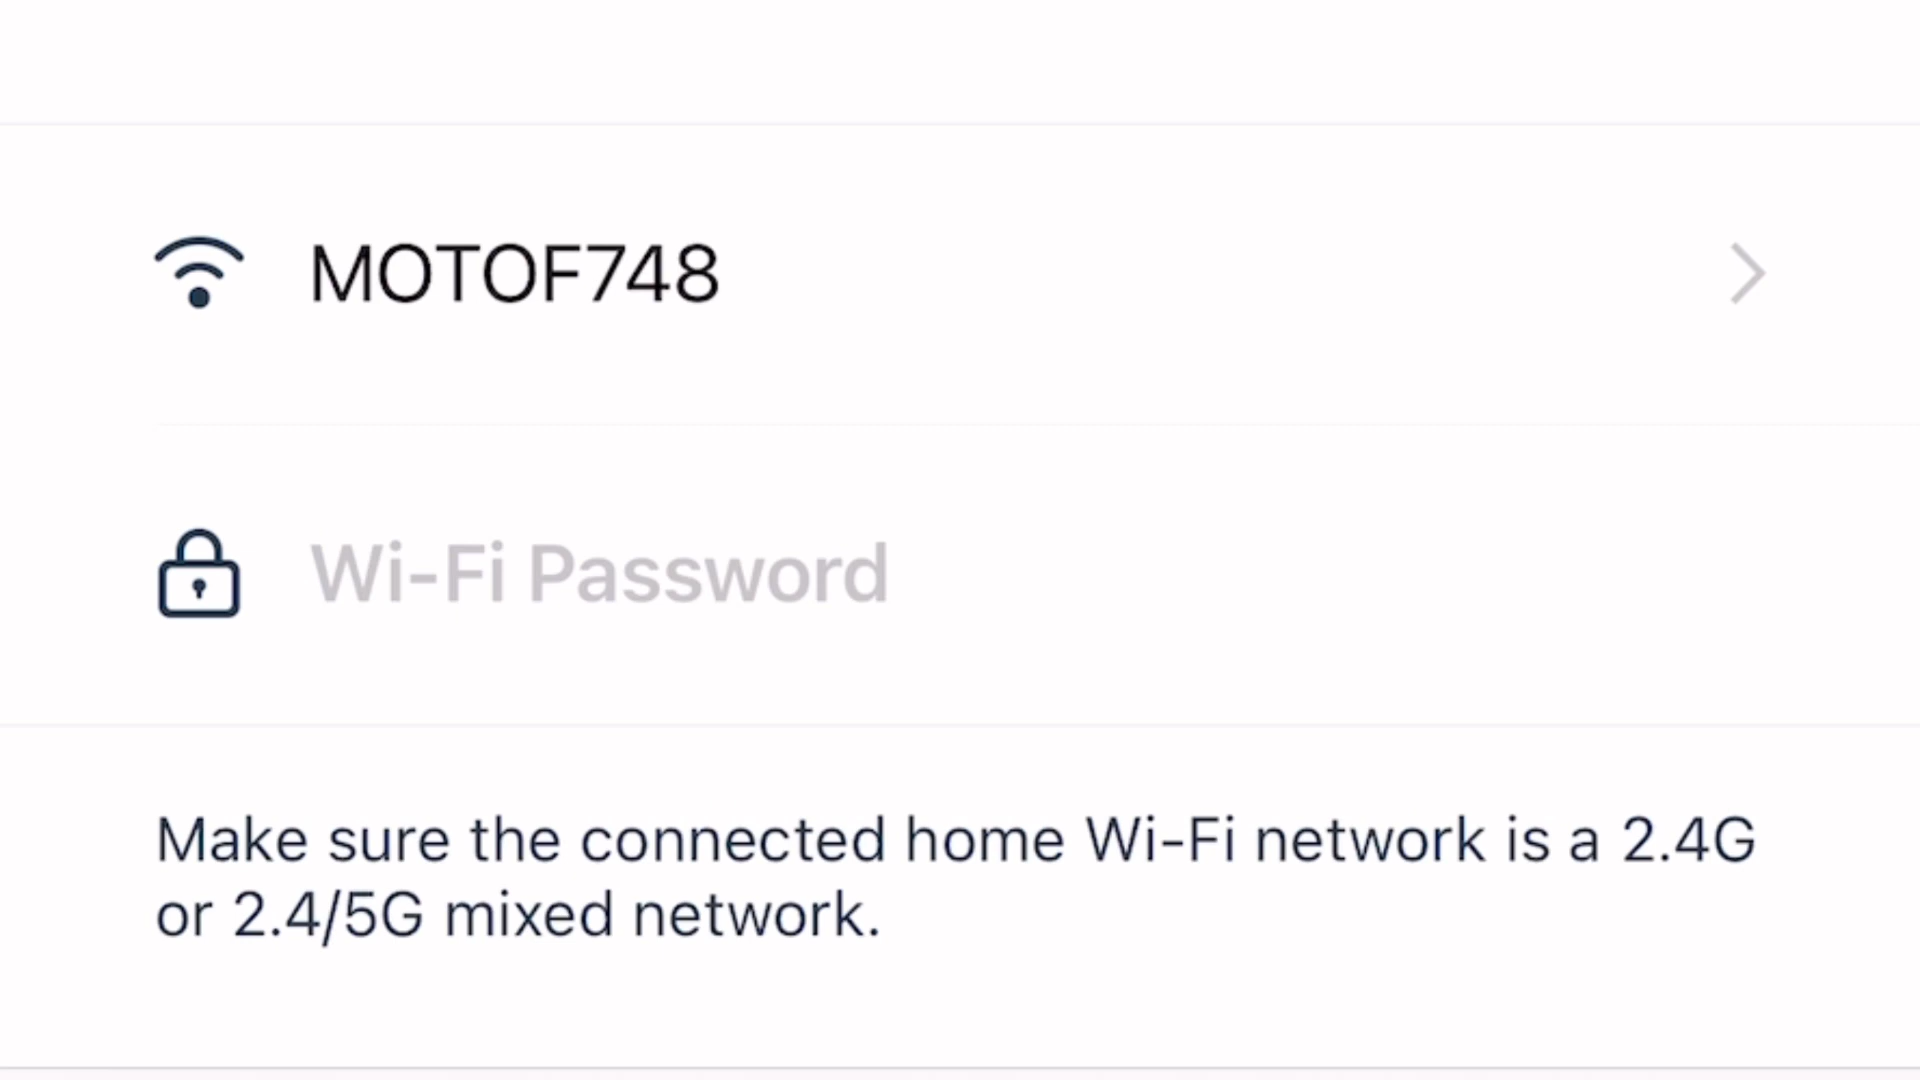 MOTOF748
Wi-Fi Password
Make sure the connected home Wi-Fi network is a 2.4G
or 2.4/5G mixed network.